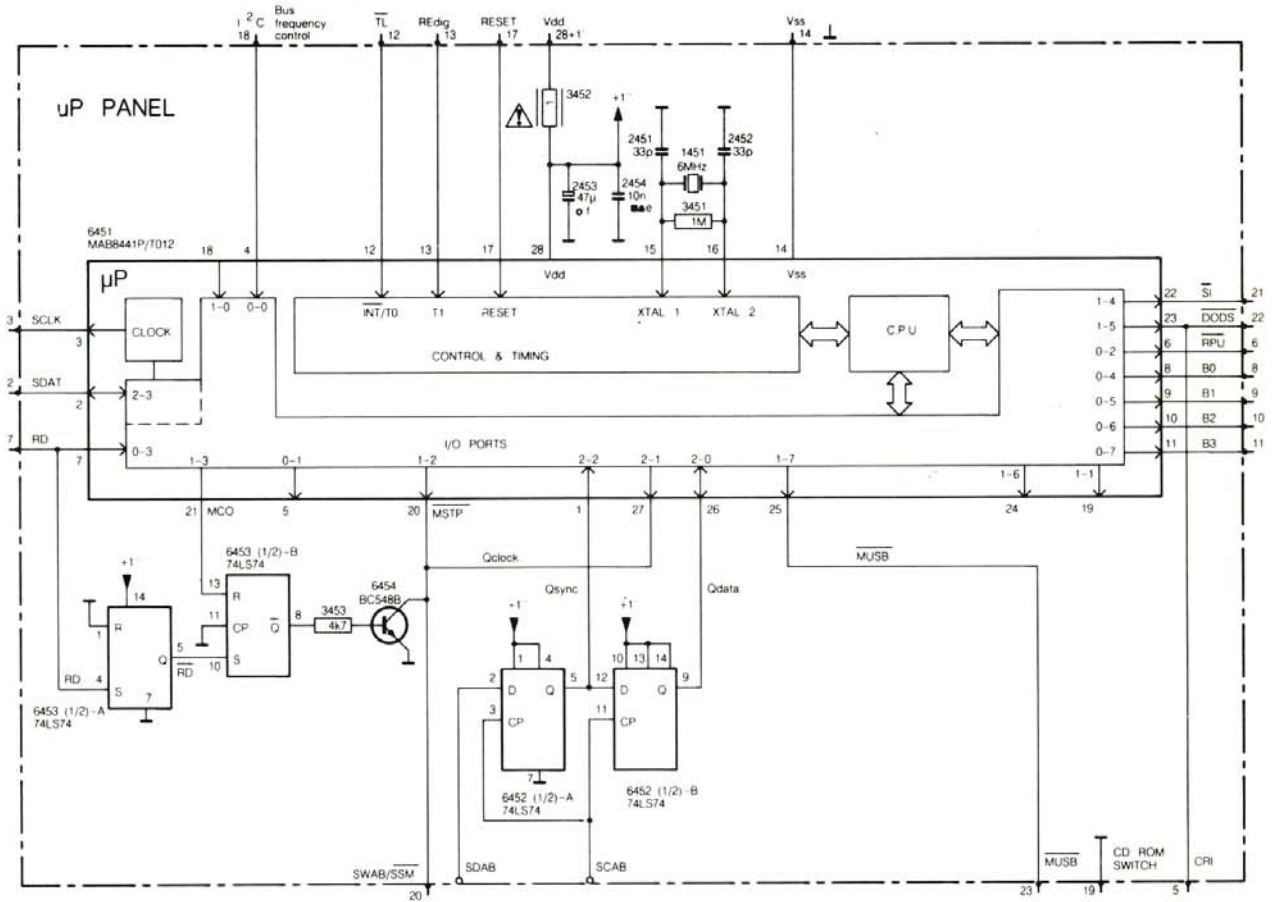 I²C Bus frequency control
18
TL
12
REdig
13
RESET
17
Vdd
28+1
Vss
14
uP PANEL
3452
+1
2451
33p
1451
6MHz
2452
33p
2453
47µ
2454
10n
3451
1M
6451
MAB8441P/T012
18
4
12
13
17
28
15
16
14
µP
1-0
0-0
Vdd
Vss
INT/T0
T1
RESET
XTAL 1
XTAL 2
CONTROL & TIMING
C.P.U
CLOCK
3 SCLK 3
2 SDAT 2
7 RD 7
2-3
0-3
I/O PORTS
1-3
0-1
1-2
2-2
2-1
2-0
1-7
1-6
1-1
1-4 22 SI 21
1-5 23 DODS 22
0-2 6 RPU 6
0-4 8 B0 8
0-5 9 B1 9
0-6 10 B2 10
0-7 11 B3 11
21 MCO
5
20 MSTP
1
27
26
25
24
19
MUSB
Qclock
Qsync
Qdata
6453 (1/2)-B
74LS74
+1
14
1
R
Q
5
RD
RD
4
S
7
6453 (1/2)-A
74LS74
13
R
11
CP
Q
8
10
S
3453
4k7
6454
BC548B
+1
1
4
2
D
Q
5
3
CP
7
6452 (1/2)-A
74LS74
+1
10
13
14
12
D
Q
9
11
CP
6452 (1/2)-B
74LS74
SWAB/SSM
20
SDAB
SCAB
MUSB
23
CD ROM
SWITCH
19
CRI
5